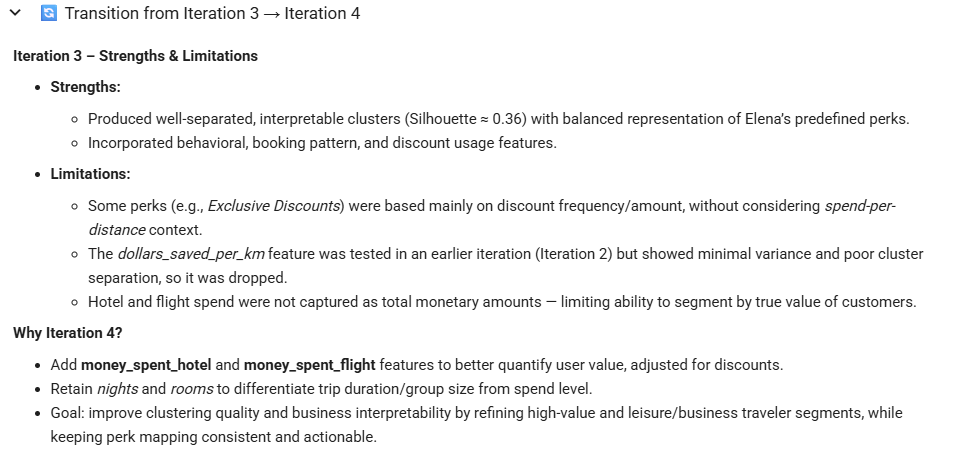 Transition from Iteration 3 → Iteration 4
Iteration 3 – Strengths & Limitations
• Strengths:
◦ Produced well-separated, interpretable clusters (Silhouette ≈ 0.36) with balanced representation of Elena's predefined perks.
◦ Incorporated behavioral, booking pattern, and discount usage features.
• Limitations:
◦ Some perks (e.g., Exclusive Discounts) were based mainly on discount frequency/amount, without considering spend-per-
distance context.
◦ The dollars_saved_per_km feature was tested in an earlier iteration (Iteration 2) but showed minimal variance and poor cluster
separation, so it was dropped.
◦ Hotel and flight spend were not captured as total monetary amounts — limiting ability to segment by true value of customers.
Why Iteration 4?
• Add money_spent_hotel and money_spent_flight features to better quantify user value, adjusted for discounts.
• Retain nights and rooms to differentiate trip duration/group size from spend level.
• Goal: improve clustering quality and business interpretability by refining high-value and leisure/business traveler segments, while
keeping perk mapping consistent and actionable.